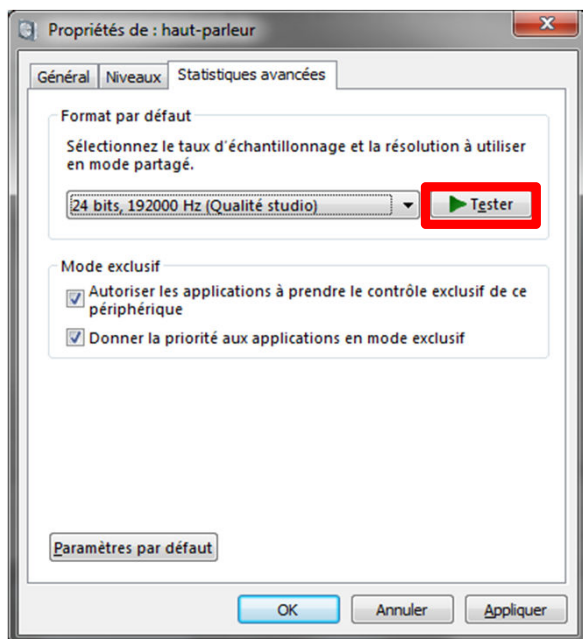 Propriétés de : haut-parleur
Général Niveaux Statistiques avancées
Format par défaut
Sélectionnez le taux d'échantillonnage et la résolution à utiliser
en mode partagé.
24 bits, 192000 Hz (Qualité studio) Tester
Mode exclusif
Autoriser les applications à prendre le contrôle exclusif de ce
périphérique
Donner la priorité aux applications en mode exclusif
Paramètres par défaut
OK Annuler Appliquer